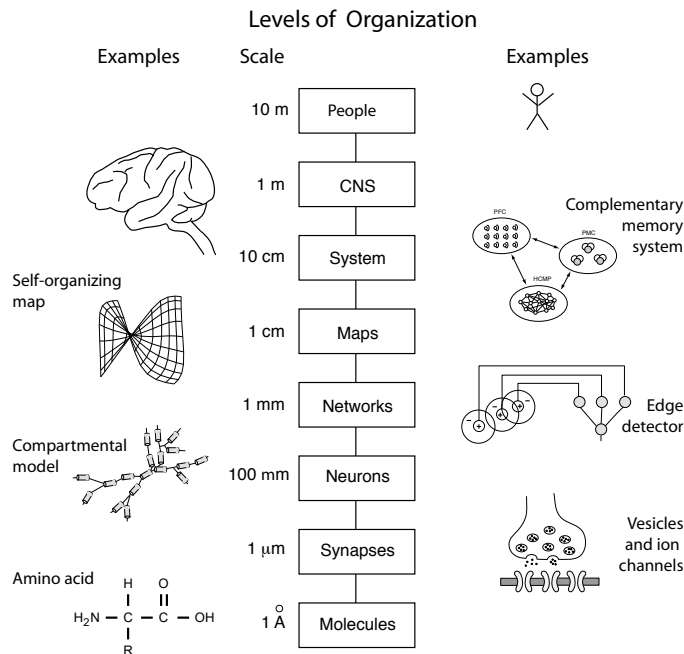 Levels of Organization
Examples Scale Examples
10 m People
1 m CNS
PFC
PMC
HCMP
Complementary
memory
system
10 cm System
Self-organizing
map
1 cm Maps
1 mm Networks
− − −
+ + +
Edge
detector
Compartmental
model
100 mm Neurons
1 μm Synapses
Vesicles
and ion
channels
Amino acid
H O
H₂N C C OH
R
1 Å Molecules